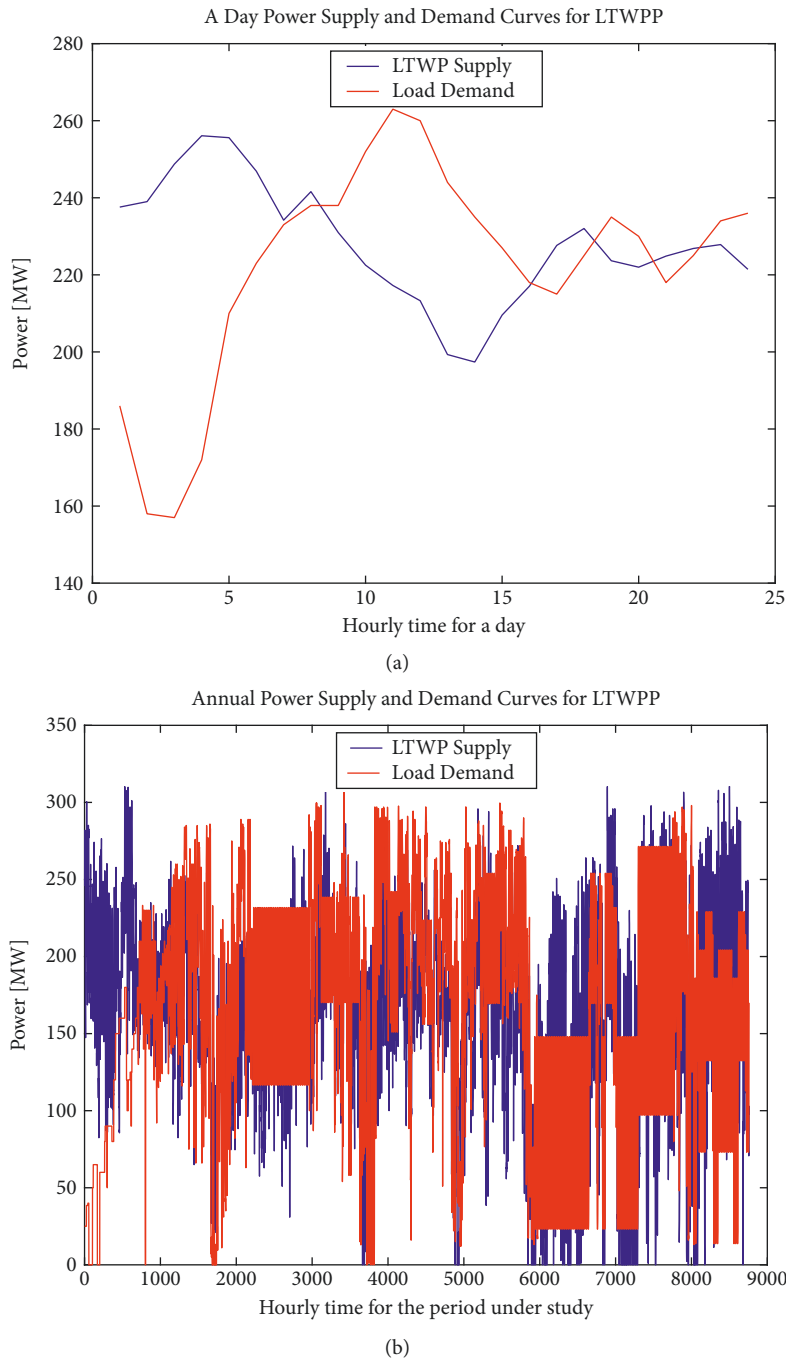 A Day Power Supply and Demand Curves for LTWPP
280
260
240
220
200
180
160
140
Power [MW]
LTWP Supply
Load Demand
0 5 10 15 20 25
Hourly time for a day
(a)
Annual Power Supply and Demand Curves for LTWPP
350
300
250
200
150
100
50
0
Power [MW]
LTWP Supply
Load Demand
0 1000 2000 3000 4000 5000 6000 7000 8000 9000
Hourly time for the period under study
(b)